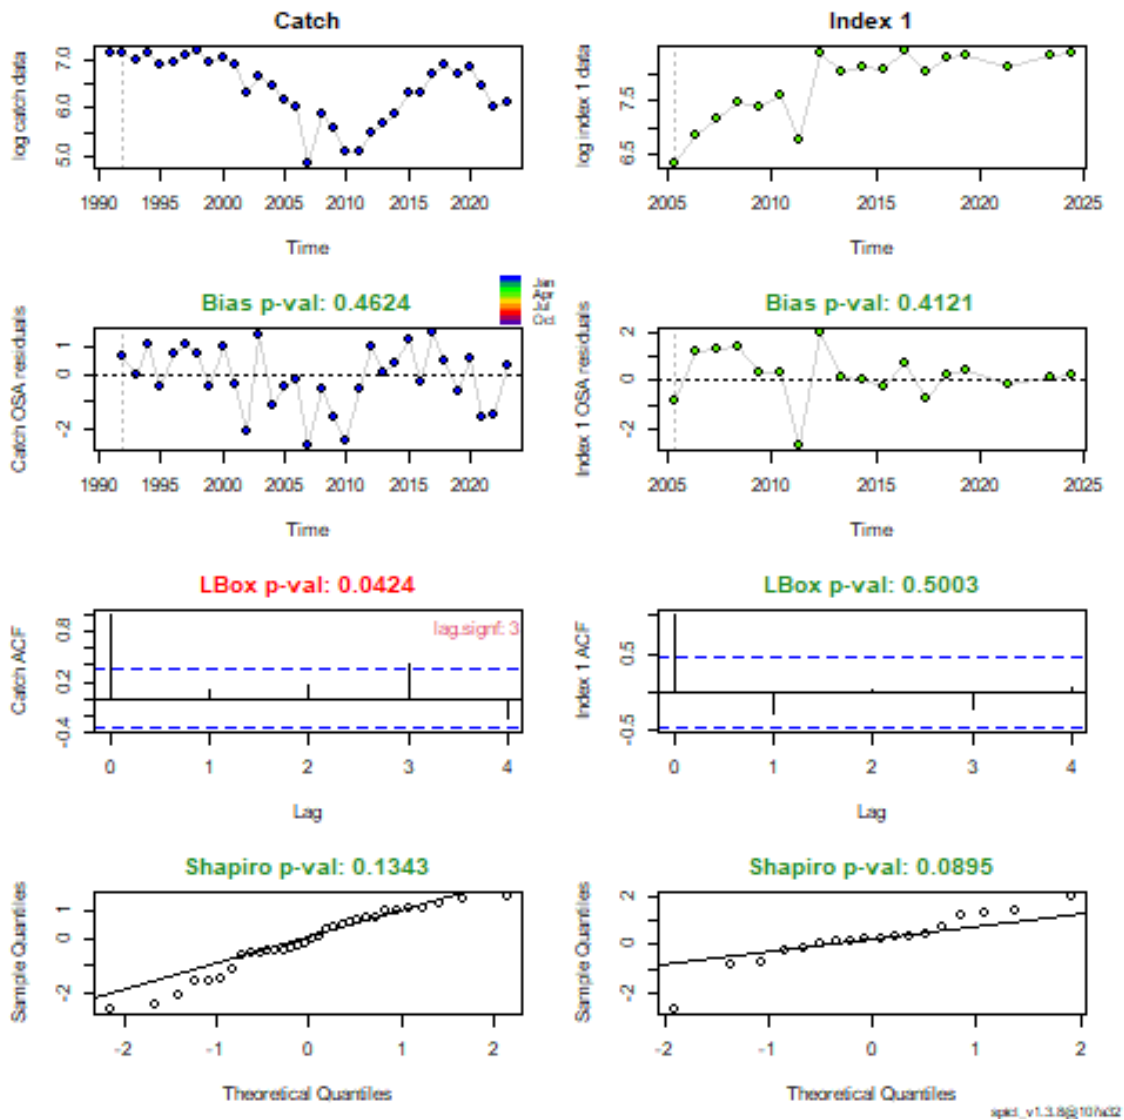 Catch
log catch data
5.0 6.0 7.0
1990 1995 2000 2005 2010 2015 2020
Time
Index 1
log index 1 data
6.5 7.5
2005 2010 2015 2020 2025
Time
Jan
Apr
Jul
Oct
Bias p-val: 0.4624
Catch OSA residuals
-2 0 1
1990 1995 2000 2005 2010 2015 2020
Time
Bias p-val: 0.4121
Index 1 OSA residuals
-2 0 2
2005 2010 2015 2020 2025
Time
LBox p-val: 0.0424
Catch ACF
-0.4 0.2 0.8
lag.signf: 3
0 1 2 3 4
Lag
LBox p-val: 0.5003
Index 1 ACF
-0.5 0.5
0 1 2 3 4
Lag
Shapiro p-val: 0.1343
Sample Quantiles
-2 0 1
-2 -1 0 1 2
Theoretical Quantiles
Shapiro p-val: 0.0895
Sample Quantiles
-2 0 2
-2 -1 0 1 2
Theoretical Quantiles
spict_v1.3.8@107a32